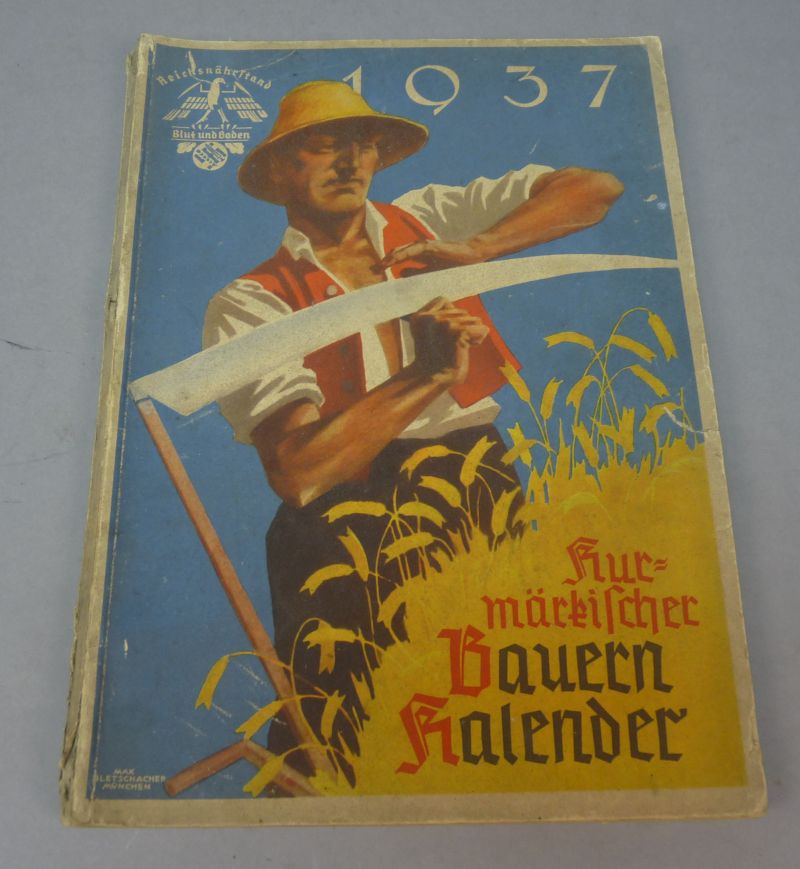 Reichsnährstand
Blut und Boden
1937
Kur=
märkischer
Bauern
Kalender
MAX
BLETSCHACHER
MÜNCHEN